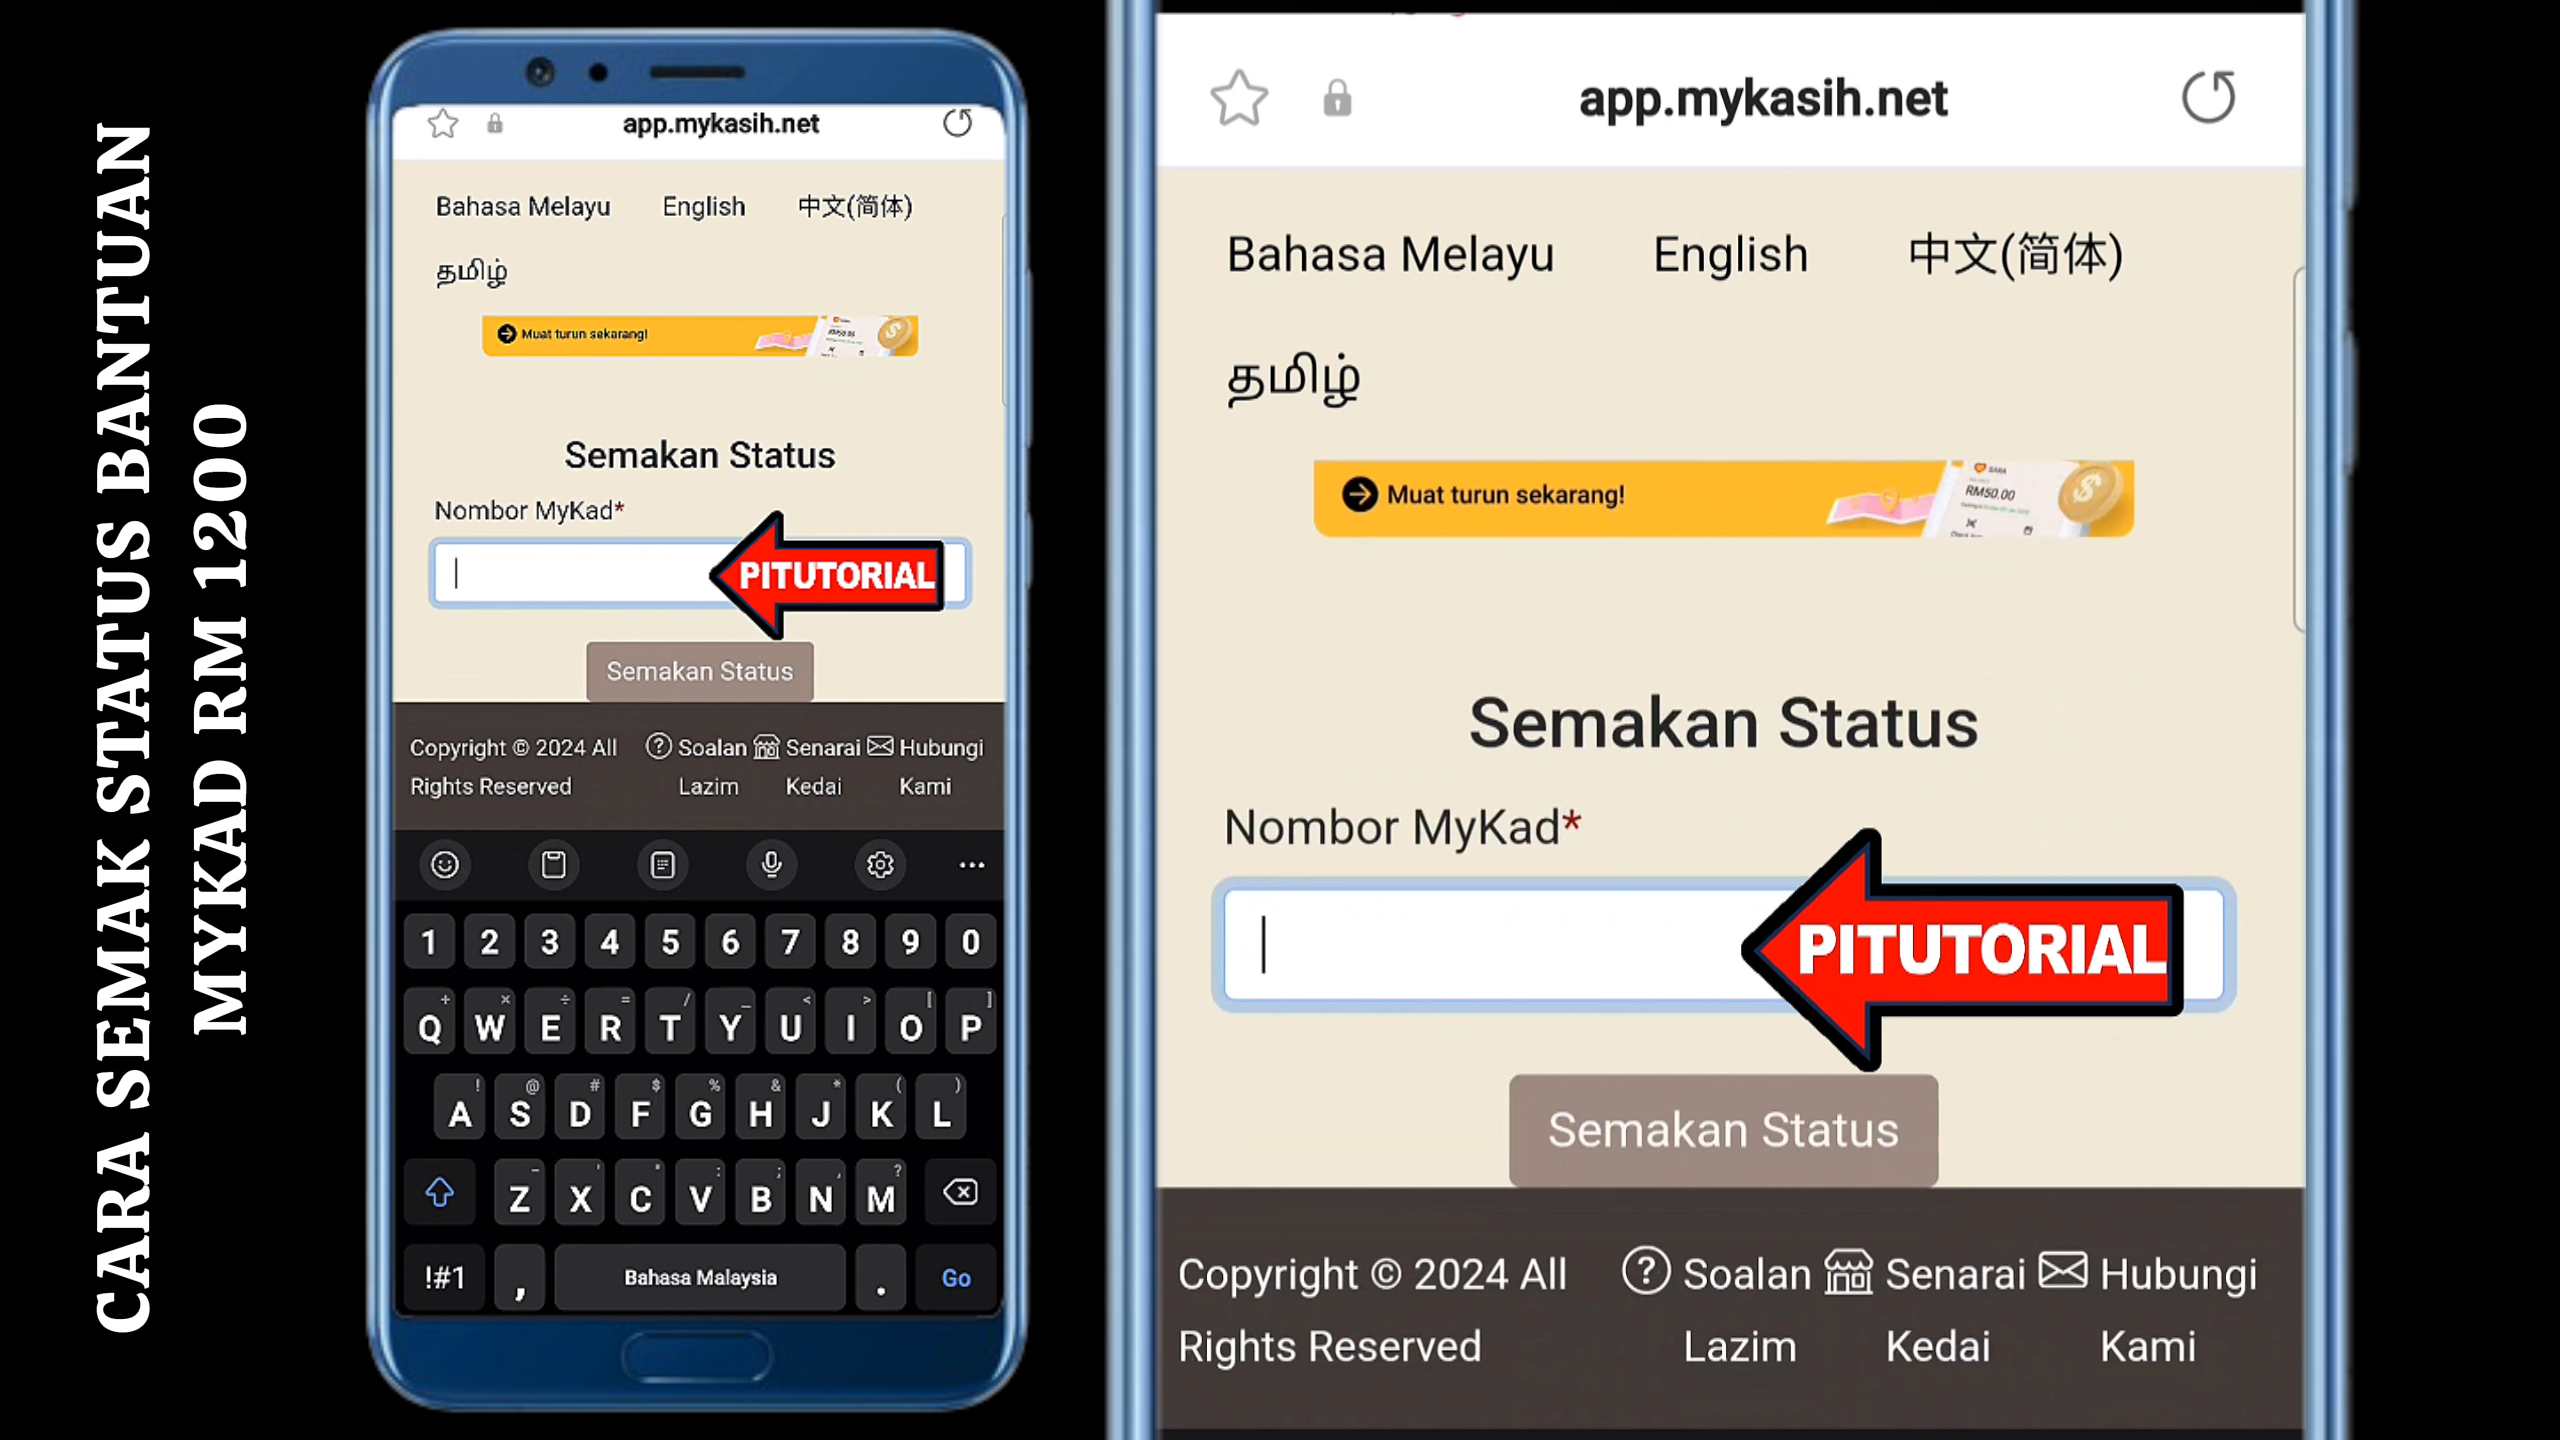 CARA SEMAK STATUS BANTUAN
MYKAD RM 1200
app.mykasih.net
Bahasa Melayu English 中文(简体)
தமிழ்
Muat turun sekarang!
RM50.00
Semakan Status
Nombor MyKad*
PITUTORIAL
Semakan Status
Copyright © 2024 All Rights Reserved
Soalan Lazim
Senarai Kedai
Hubungi Kami
1 2 3 4 5 6 7 8 9 0
+ × ÷ = / _ < > [ ]
Q W E R T Y U I O P
! @ # $ % & * ( )
A S D F G H J K L
- ' " : ; , ?
Z X C V B N M
!#1 , Bahasa Malaysia . Go
app.mykasih.net
Bahasa Melayu English 中文(简体)
தமிழ்
Muat turun sekarang!
SARA
RM50.00
Semakan Status
Nombor MyKad*
PITUTORIAL
Semakan Status
Copyright © 2024 All Rights Reserved
Soalan Lazim
Senarai Kedai
Hubungi Kami